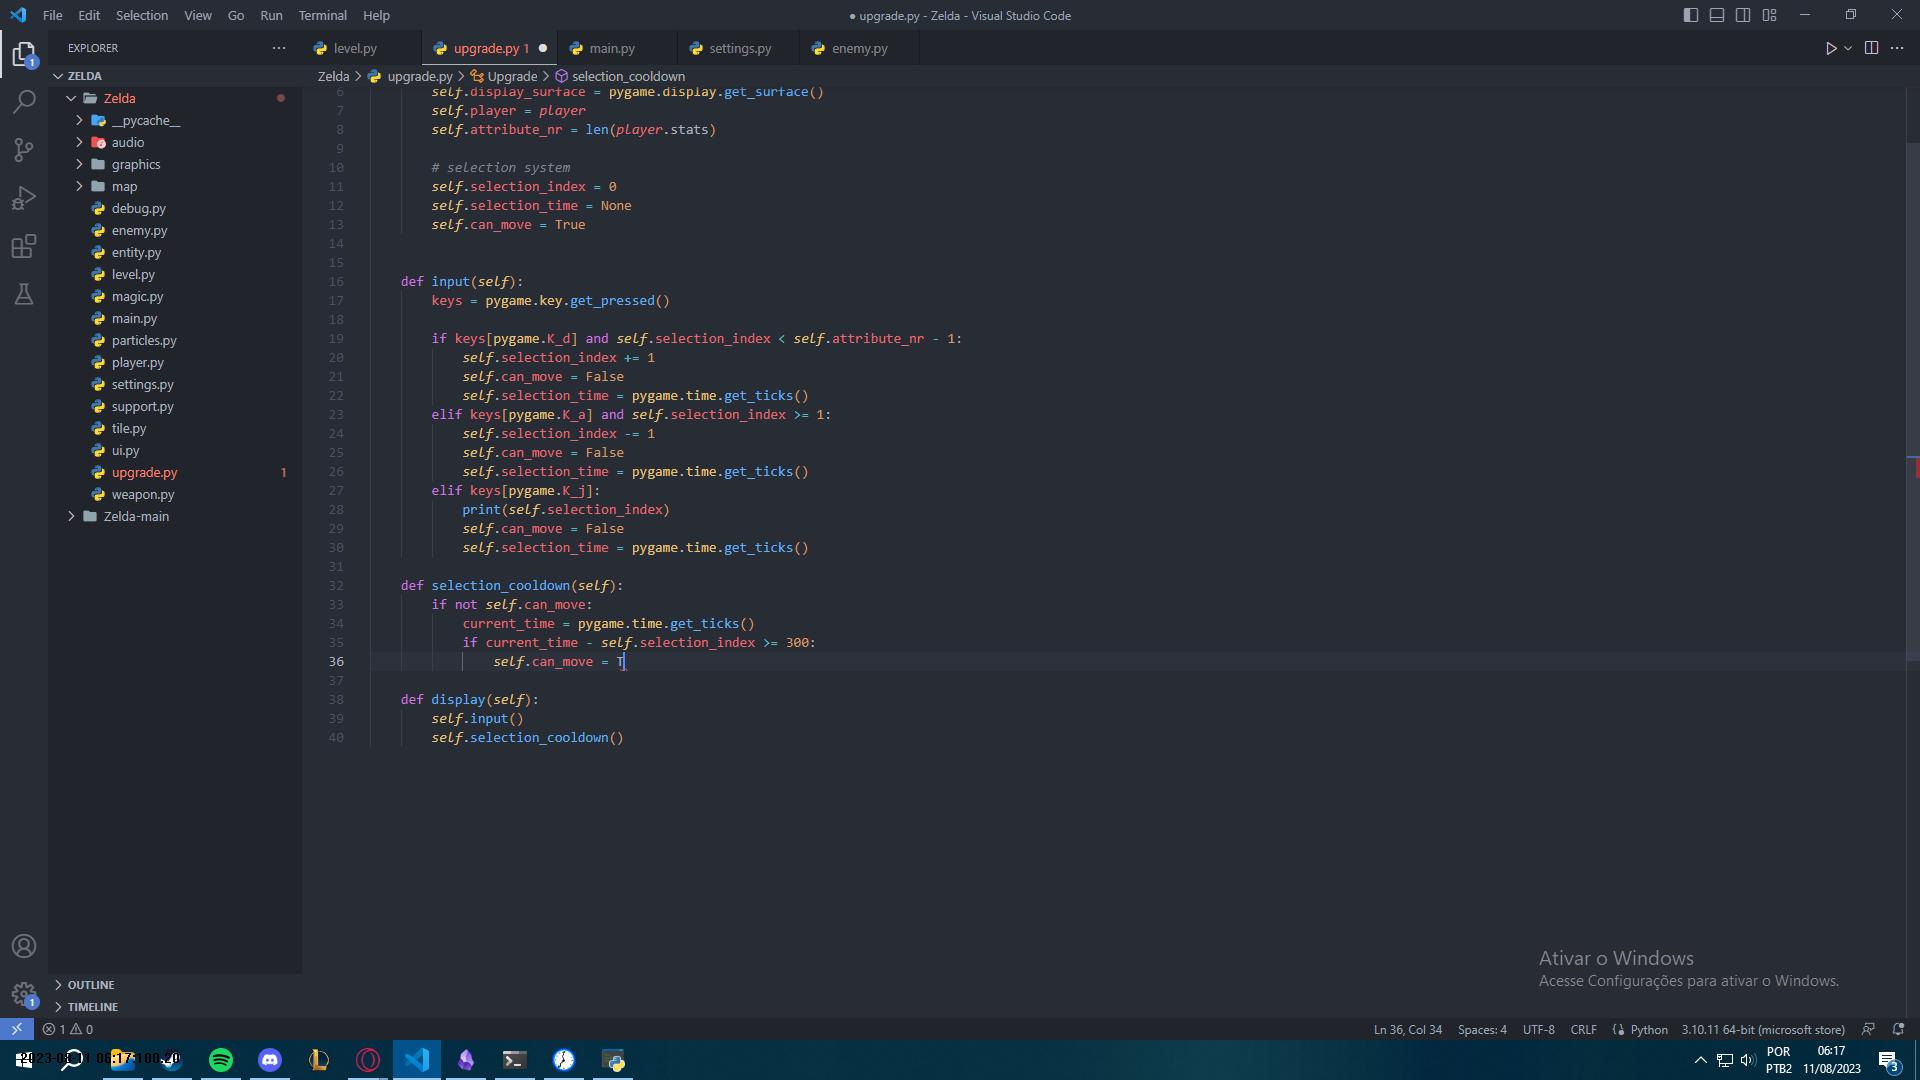 File Edit Selection View Go Run Terminal Help
● upgrade.py - Zelda - Visual Studio Code
EXPLORER
level.py
upgrade.py 1
main.py
settings.py
enemy.py
ZELDA
Zelda > upgrade.py > Upgrade > selection_cooldown
Zelda
__pycache__
audio
graphics
map
debug.py
enemy.py
entity.py
level.py
magic.py
main.py
particles.py
player.py
settings.py
support.py
tile.py
ui.py
upgrade.py 1
weapon.py
Zelda-main
OUTLINE
TIMELINE
6 self.display_surface = pygame.display.get_surface()
7 self.player = player
8 self.attribute_nr = len(player.stats)
9
10 # selection system
11 self.selection_index = 0
12 self.selection_time = None
13 self.can_move = True
14
15
16 def input(self):
17 keys = pygame.key.get_pressed()
18
19 if keys[pygame.K_d] and self.selection_index < self.attribute_nr - 1:
20 self.selection_index += 1
21 self.can_move = False
22 self.selection_time = pygame.time.get_ticks()
23 elif keys[pygame.K_a] and self.selection_index >= 1:
24 self.selection_index -= 1
25 self.can_move = False
26 self.selection_time = pygame.time.get_ticks()
27 elif keys[pygame.K_j]:
28 print(self.selection_index)
29 self.can_move = False
30 self.selection_time = pygame.time.get_ticks()
31
32 def selection_cooldown(self):
33 if not self.can_move:
34 current_time = pygame.time.get_ticks()
35 if current_time - self.selection_index >= 300:
36 self.can_move = T
37
38 def display(self):
39 self.input()
40 self.selection_cooldown()
Ativar o Windows
Acesse Configurações para ativar o Windows.
1 0
Ln 36, Col 34 Spaces: 4 UTF-8 CRLF Python 3.10.11 64-bit (microsoft store)
POR
PTB2
06:17
11/08/2023
3